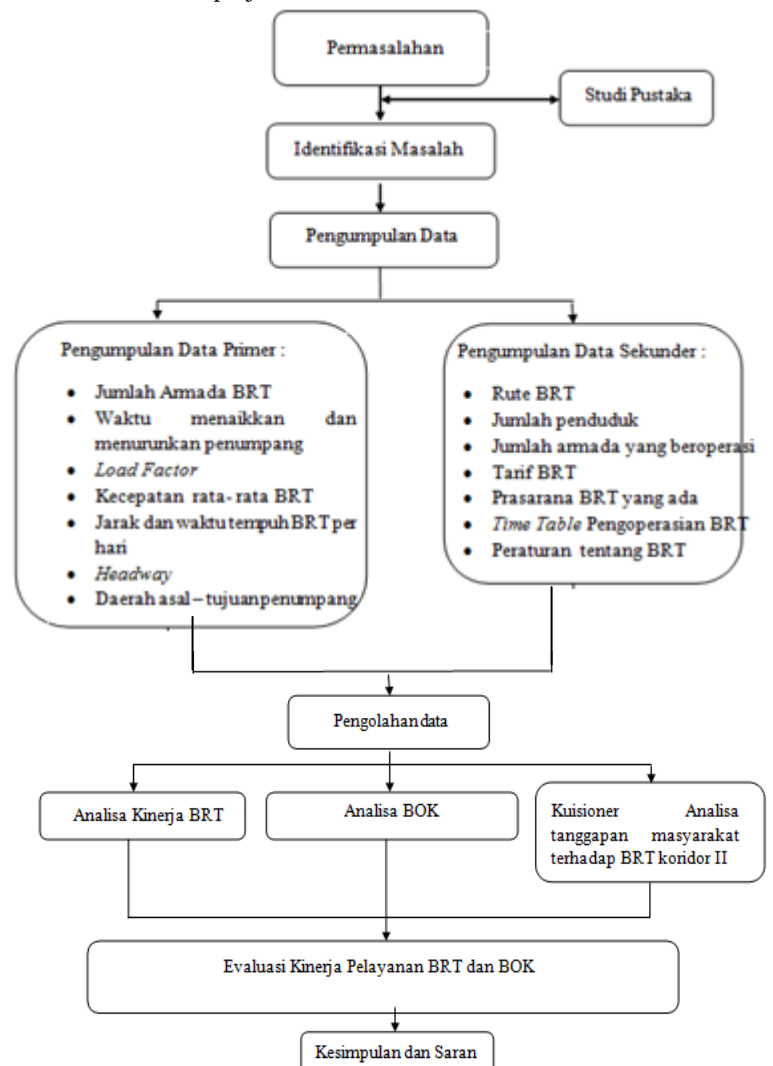 Permasalahan
Studi Pustaka
Identifikasi Masalah
Pengumpulan Data
Pengumpulan Data Primer :
• Jumlah Armada BRT
• Waktu menaikkan dan
menurunkan penumpang
• Load Factor
• Kecepatan rata- rata BRT
• Jarak dan waktu tempuh BRT per
hari
• Headway
• Daerah asal – tujuan penumpang
Pengumpulan Data Sekunder :
• Rute BRT
• Jumlah penduduk
• Jumlah armada yang beroperasi
• Tarif BRT
• Prasarana BRT yang ada
• Time Table Pengoperasian BRT
• Peraturan tentang BRT
Pengolahan data
Analisa Kinerja BRT
Analisa BOK
Kuisioner Analisa
tanggapan masyarakat
terhadap BRT koridor II
Evaluasi Kinerja Pelayanan BRT dan BOK
Kesimpulan dan Saran